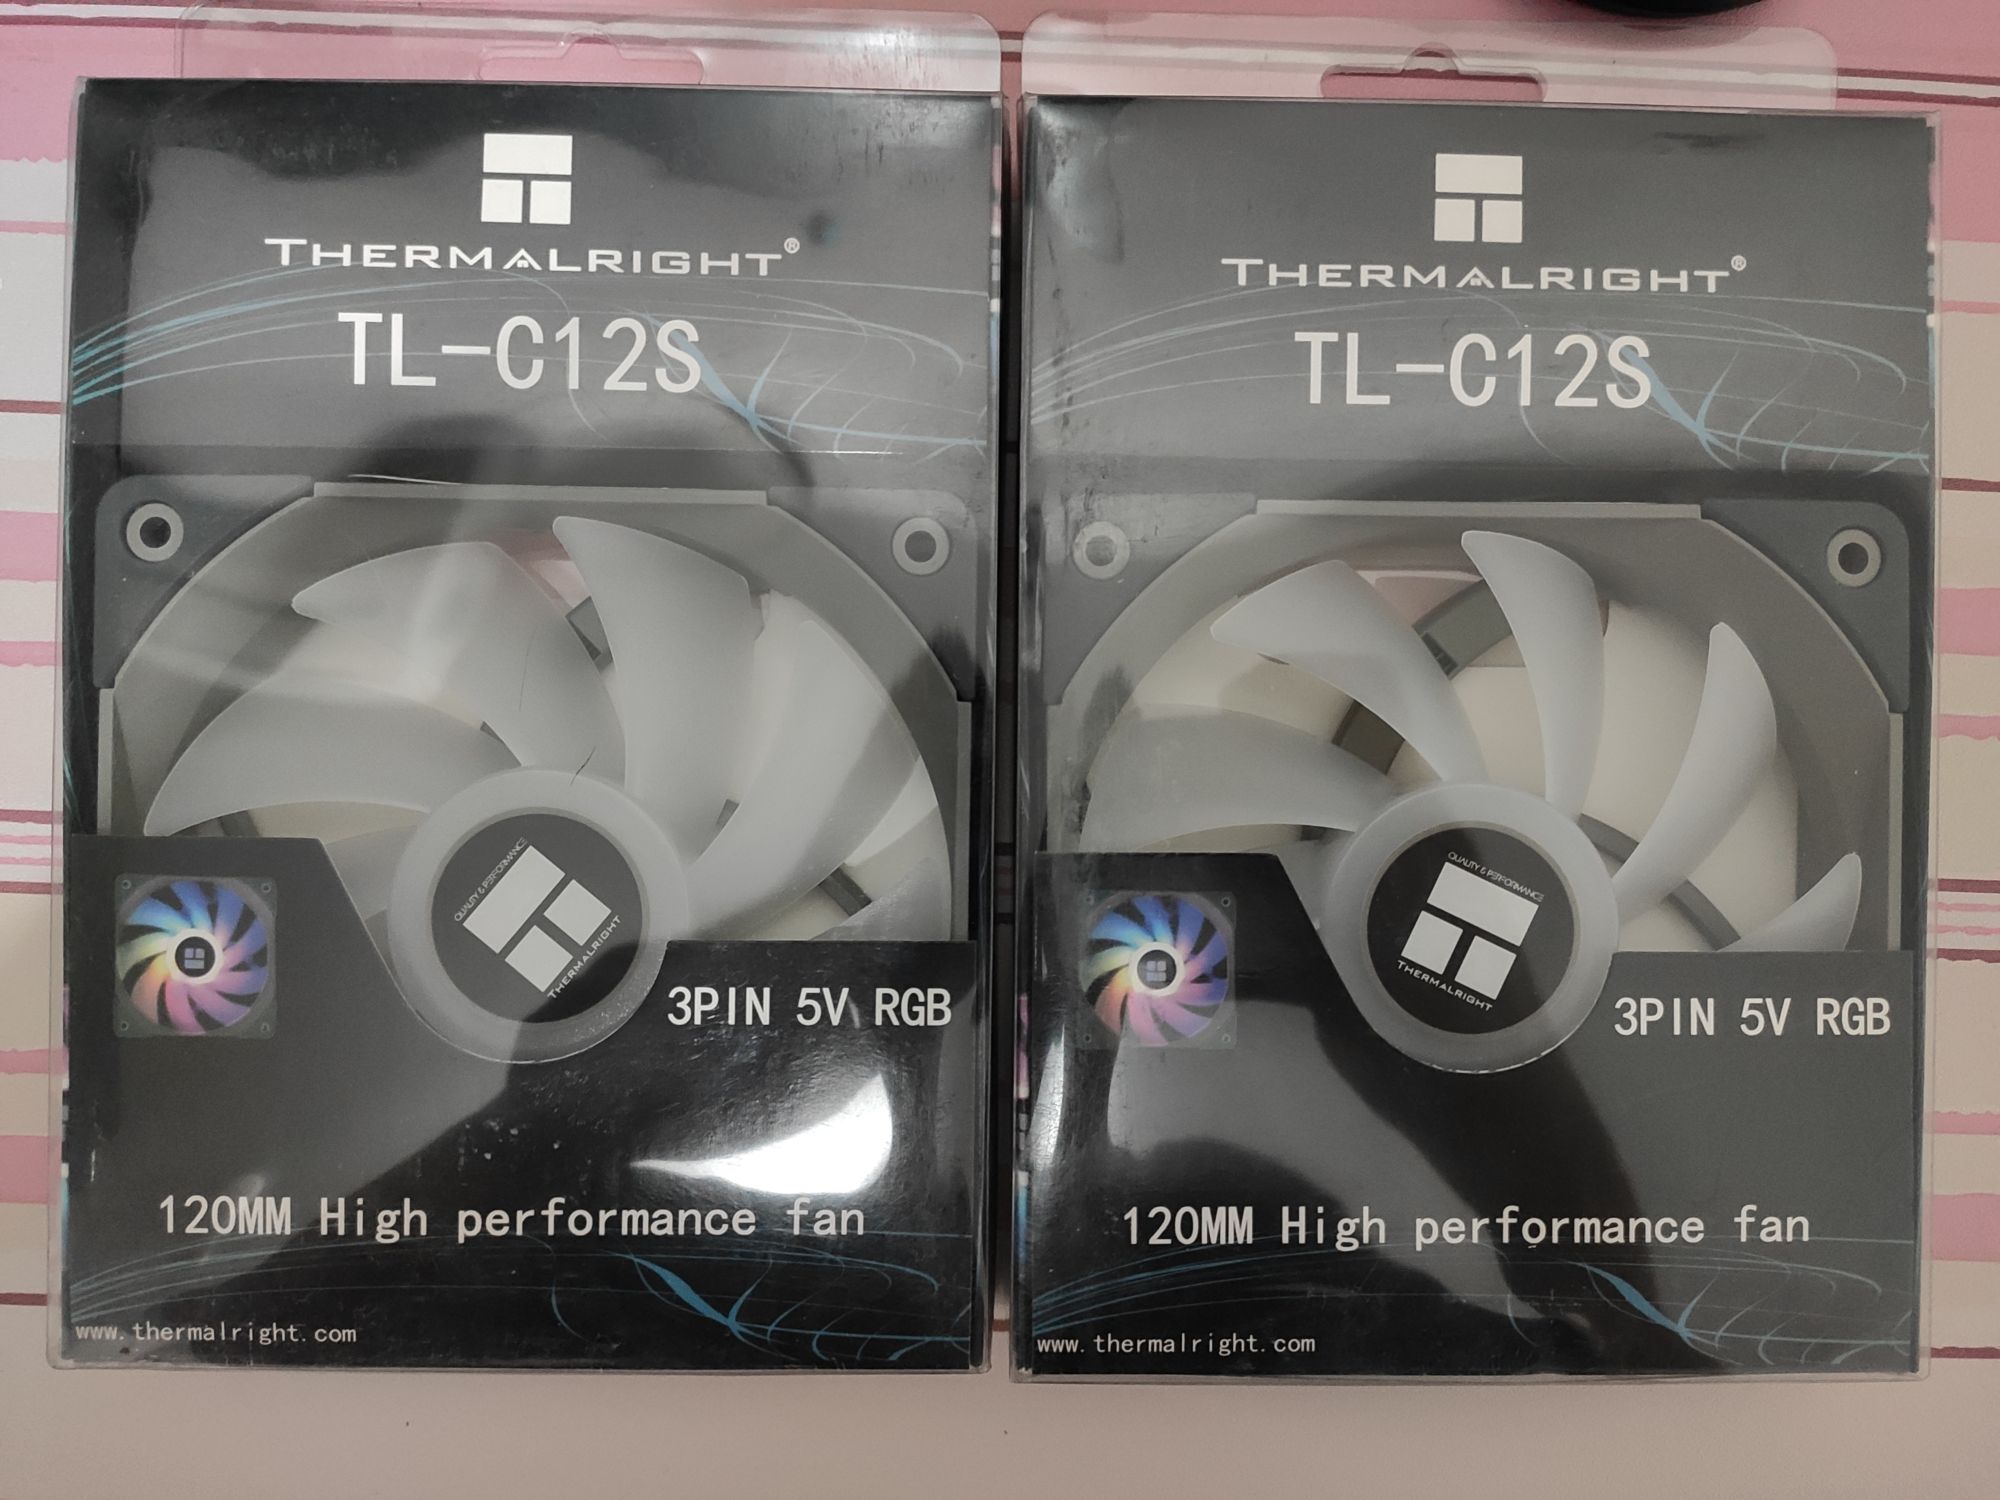 THERMALRIGHT®
TL-C12S
QUALITY & PERFORMANCE
THERMALRIGHT
3PIN 5V RGB
120MM High performance fan
www.thermalright.com
THERMALRIGHT®
TL-C12S
QUALITY & PERFORMANCE
THERMALRIGHT
3PIN 5V RGB
120MM High performance fan
www.thermalright.com